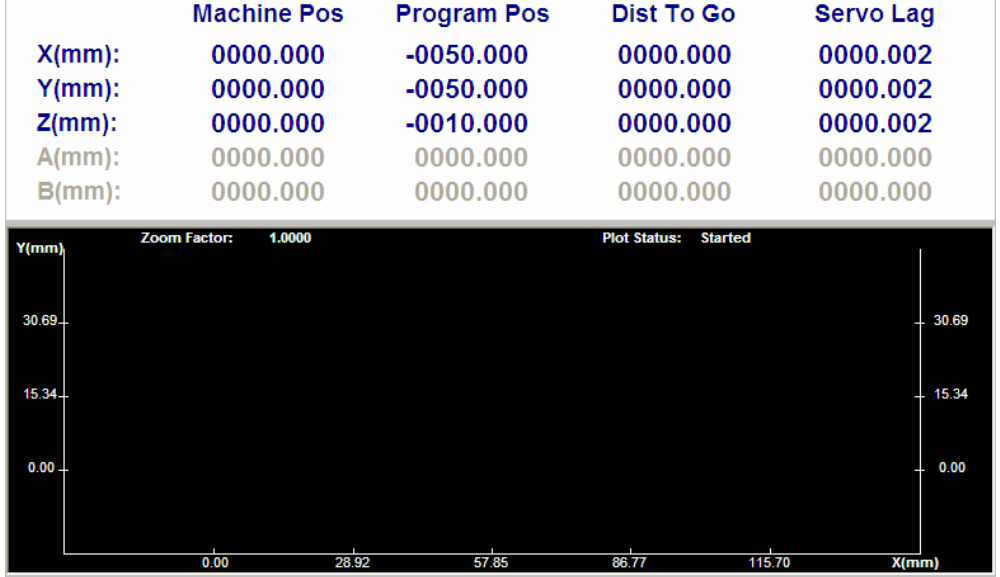 Machine Pos Program Pos Dist To Go Servo Lag
X(mm): 0000.000 -0050.000 0000.000 0000.002
Y(mm): 0000.000 -0050.000 0000.000 0000.002
Z(mm): 0000.000 -0010.000 0000.000 0000.002
A(mm): 0000.000 0000.000 0000.000 0000.000
B(mm): 0000.000 0000.000 0000.000 0000.000
Zoom Factor: 1.0000 Plot Status: Started
Y(mm)
30.69 30.69
15.34 15.34
0.00 0.00
0.00 28.92 57.85 86.77 115.70 X(mm)